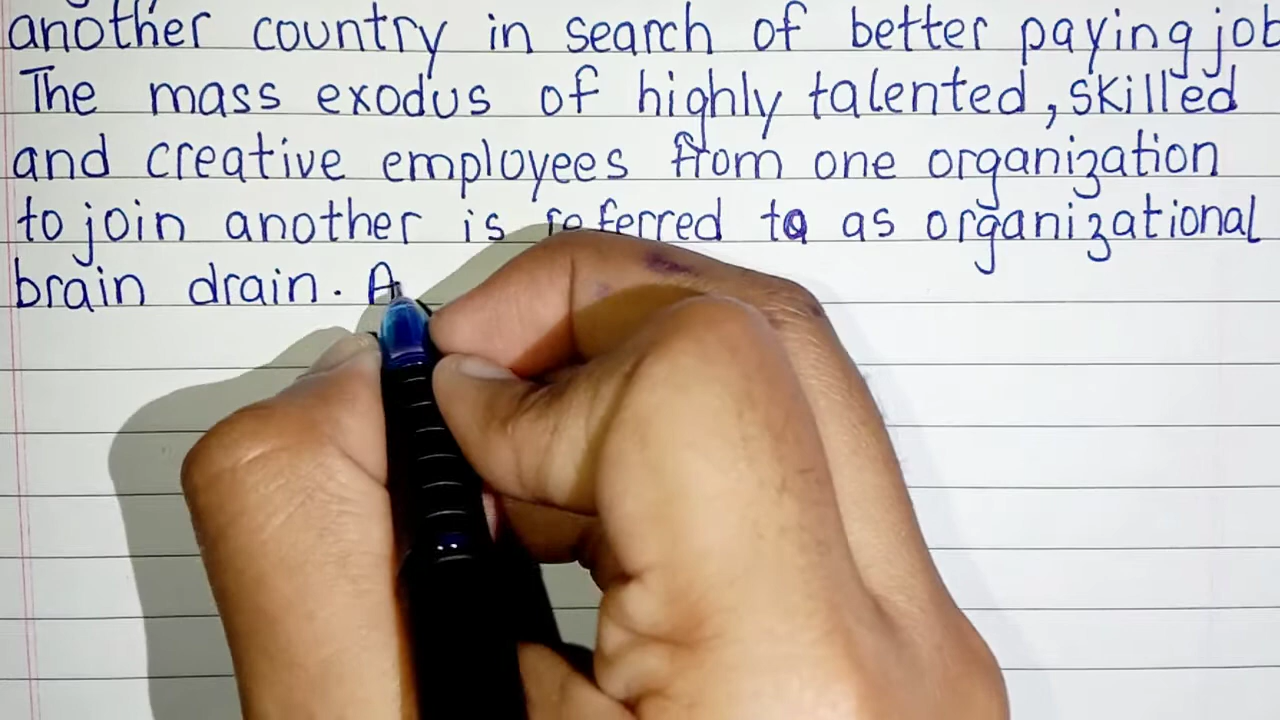 another country in search of better paying job
The mass exodus of highly talented, skilled
and creative employees from one organization
to join another is referred to as organizational
brain drain. A